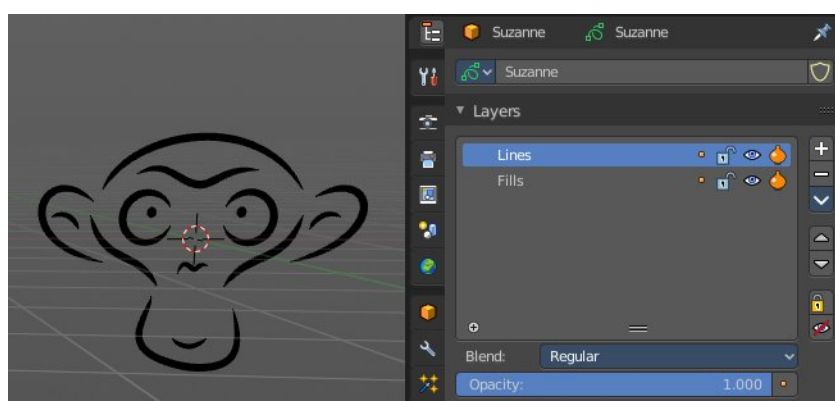 Suzanne Suzanne
Suzanne
Layers
Lines
Fills
Blend: Regular
Opacity: 1.000